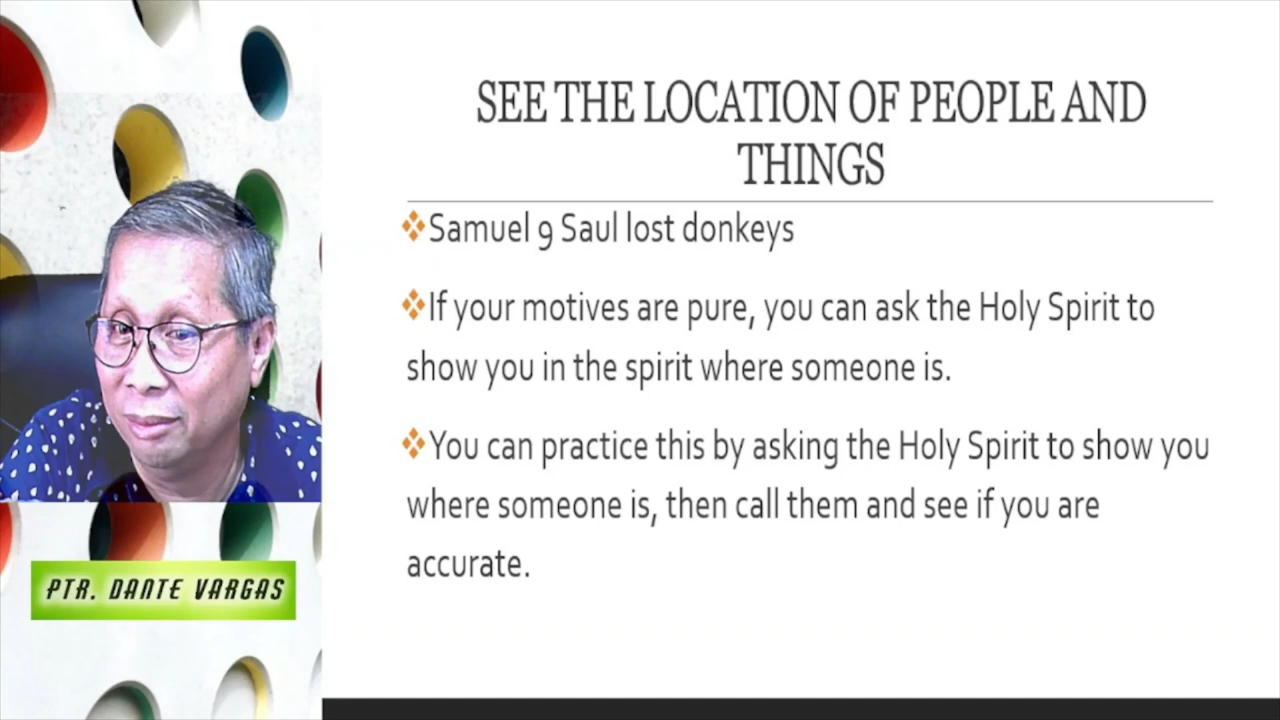 SEE THE LOCATION OF PEOPLE AND
THINGS
Samuel 9 Saul lost donkeys
If your motives are pure, you can ask the Holy Spirit to
show you in the spirit where someone is.
You can practice this by asking the Holy Spirit to show you
where someone is, then call them and see if you are
accurate.
PTR. DANTE VARGAS